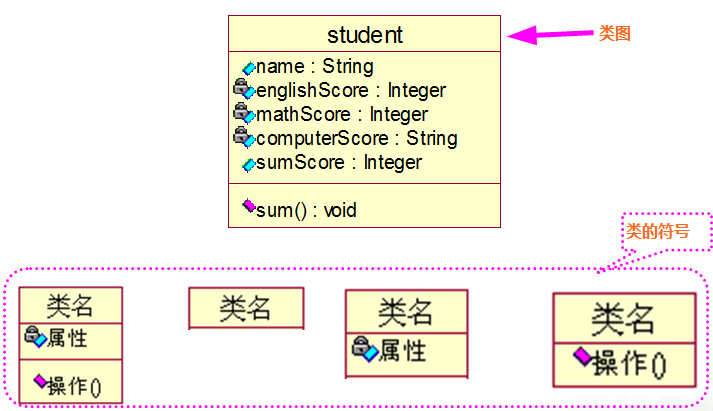 student
类图
name : String
englishScore : Integer
mathScore : Integer
computerScore : String
sumScore : Integer
sum() : void
类的符号
类名
属性
操作()
类名
类名
属性
类名
操作()